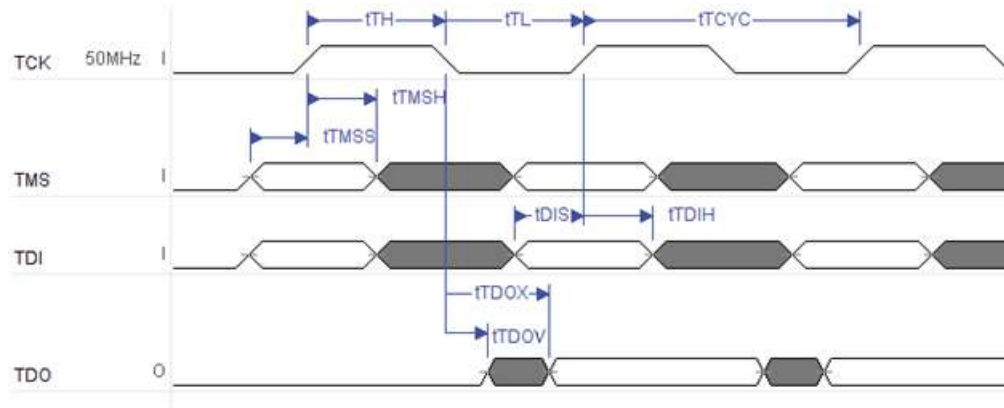 tTH tTL tTCYC
TCK 50MHz I
tTMSH
tTMSS
TMS I
tDIS tTDIH
TDI I
tTDOX
tTDOV
TDO O